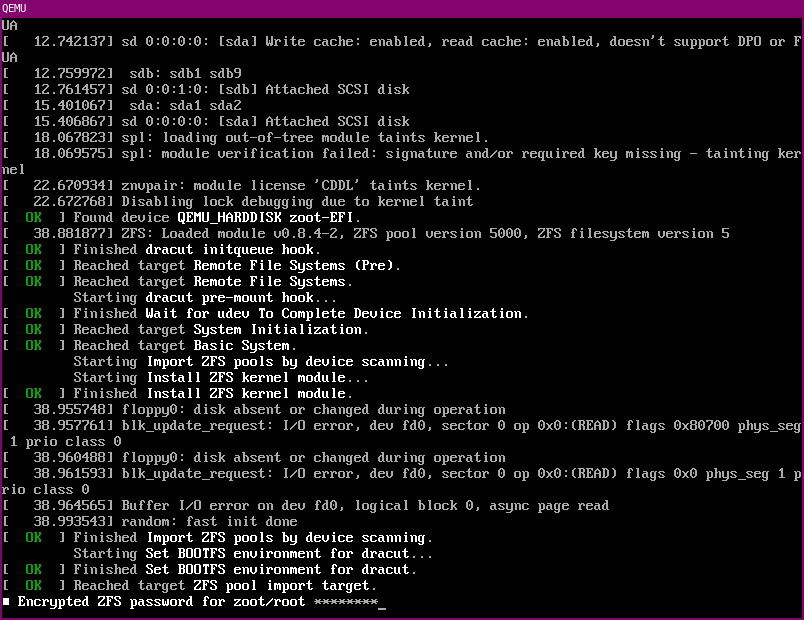 QEMU
UA
[   12.742137] sd 0:0:0:0: [sda] Write cache: enabled, read cache: enabled, doesn't support DPO or F
UA
[   12.759972]  sdb: sdb1 sdb9
[   12.761457] sd 0:0:1:0: [sdb] Attached SCSI disk
[   15.401067]  sda: sda1 sda2
[   15.406867] sd 0:0:0:0: [sda] Attached SCSI disk
[   18.067823] spl: loading out-of-tree module taints kernel.
[   18.069575] spl: module verification failed: signature and/or required key missing - tainting ker
nel
[   22.670934] znvpair: module license 'CDDL' taints kernel.
[   22.672768] Disabling lock debugging due to kernel taint
[  OK  ] Found device QEMU_HARDDISK zoot-EFI.
[   38.881877] ZFS: Loaded module v0.8.4-2, ZFS pool version 5000, ZFS filesystem version 5
[  OK  ] Finished dracut initqueue hook.
[  OK  ] Reached target Remote File Systems (Pre).
[  OK  ] Reached target Remote File Systems.
         Starting dracut pre-mount hook...
[  OK  ] Finished Wait for udev To Complete Device Initialization.
[  OK  ] Reached target System Initialization.
[  OK  ] Reached target Basic System.
         Starting Import ZFS pools by device scanning...
         Starting Install ZFS kernel module...
[  OK  ] Finished Install ZFS kernel module.
[   38.955748] floppy0: disk absent or changed during operation
[   38.957761] blk_update_request: I/O error, dev fd0, sector 0 op 0x0:(READ) flags 0x80700 phys_seg
 1 prio class 0
[   38.960488] floppy0: disk absent or changed during operation
[   38.961593] blk_update_request: I/O error, dev fd0, sector 0 op 0x0:(READ) flags 0x0 phys_seg 1 p
rio class 0
[   38.964565] Buffer I/O error on dev fd0, logical block 0, async page read
[   38.993543] random: fast init done
[  OK  ] Finished Import ZFS pools by device scanning.
         Starting Set BOOTFS environment for dracut...
[  OK  ] Finished Set BOOTFS environment for dracut.
[  OK  ] Reached target ZFS pool import target.
■ Encrypted ZFS password for zoot/root ********_